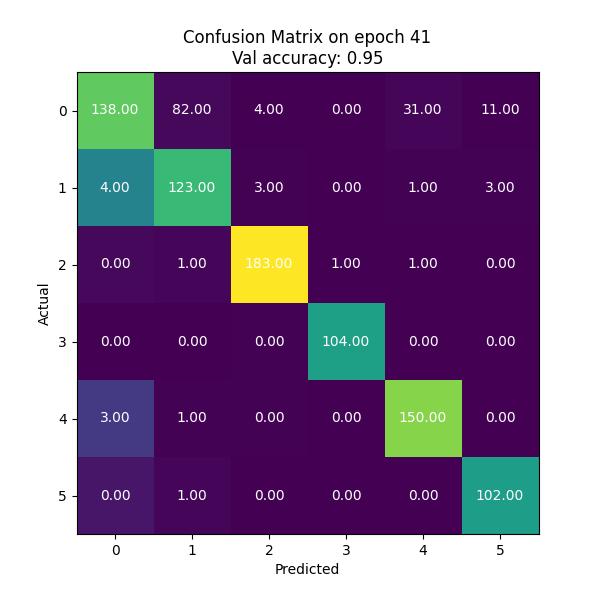 Confusion Matrix on epoch 41
Val accuracy: 0.95
0 138.00 82.00 4.00 0.00 31.00 11.00
1 4.00 123.00 3.00 0.00 1.00 3.00
2 0.00 1.00 183.00 1.00 1.00 0.00
Actual
3 0.00 0.00 0.00 104.00 0.00 0.00
4 3.00 1.00 0.00 0.00 150.00 0.00
5 0.00 1.00 0.00 0.00 0.00 102.00
0 1 2 3 4 5
Predicted